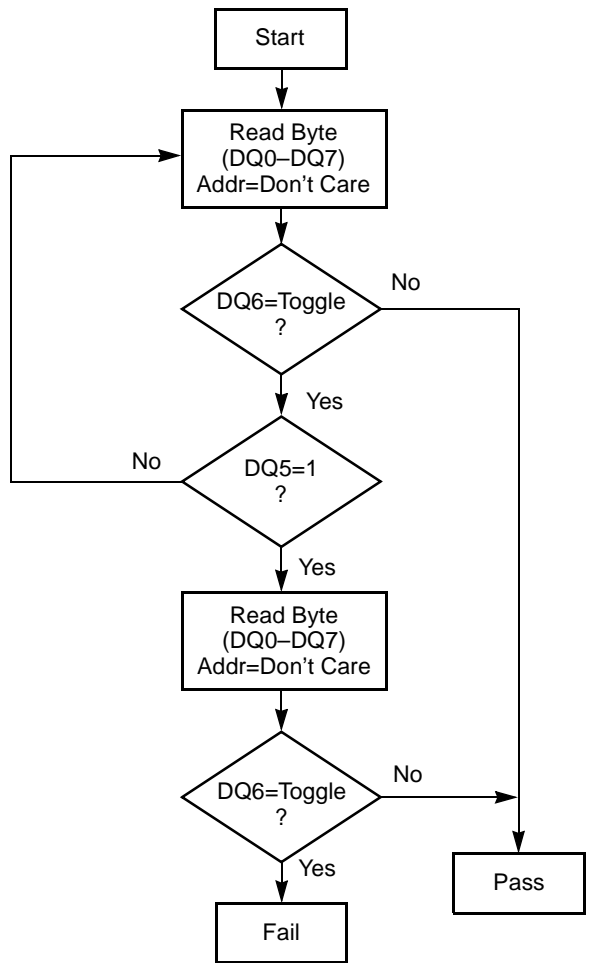 Start
Read Byte
(DQ0–DQ7)
Addr=Don't Care
DQ6=Toggle
?
No
Yes
No
DQ5=1
?
Yes
Read Byte
(DQ0–DQ7)
Addr=Don't Care
DQ6=Toggle
?
No
Yes
Pass
Fail